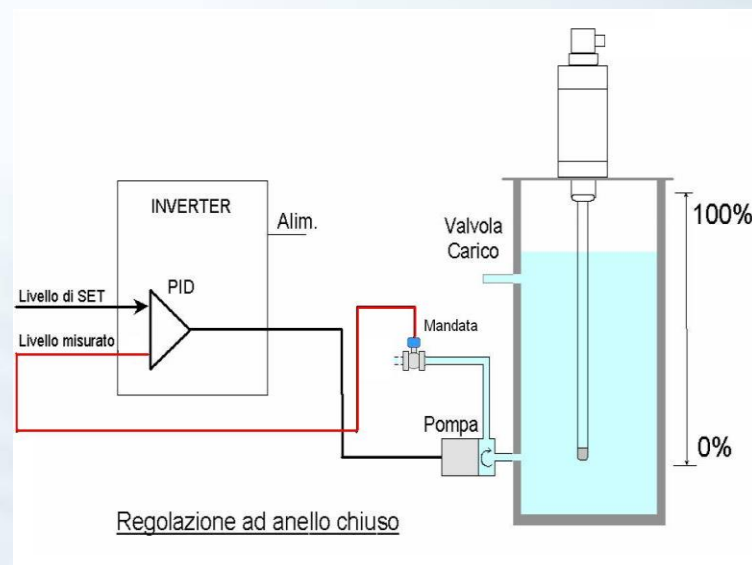 INVERTER
Alim.
PID
Livello di SET
Livello misurato
Valvola
Carico
100%
Mandata
Pompa
0%
Regolazione ad anello chiuso